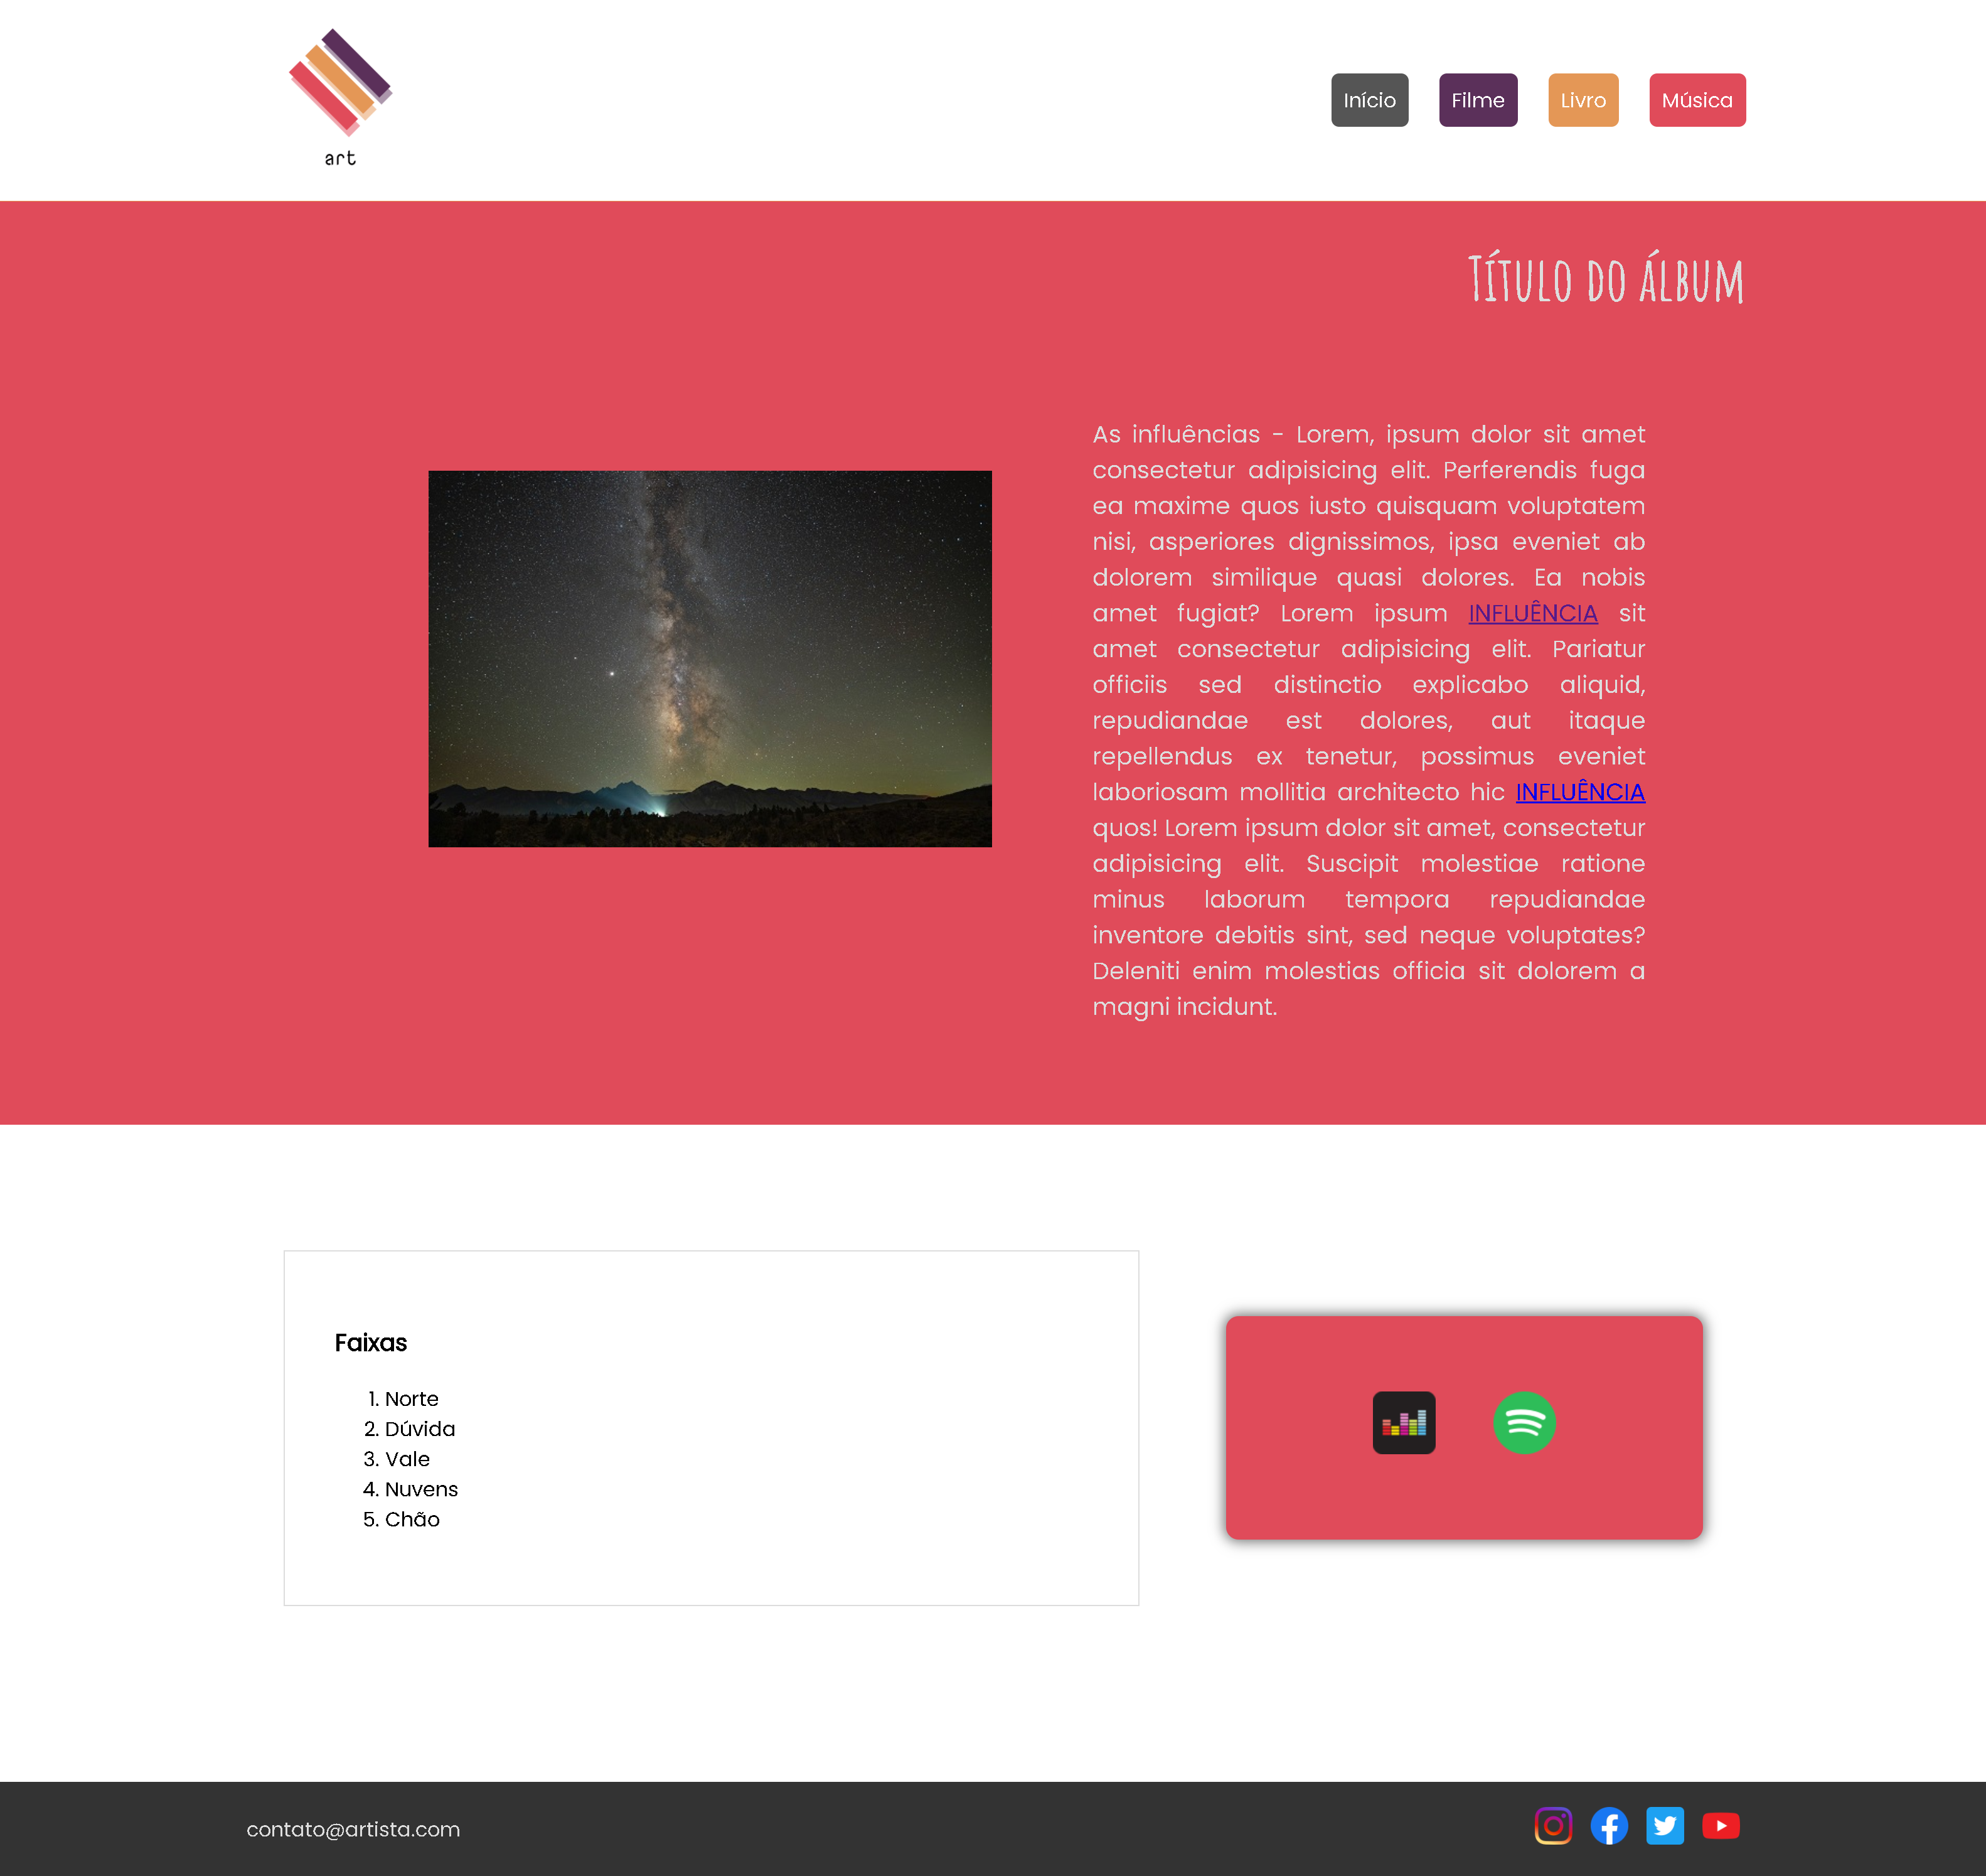 art
Início Filme Livro Música
Título do álbum
As influências - Lorem, ipsum dolor sit amet
consectetur adipisicing elit. Perferendis fuga
ea maxime quos iusto quisquam voluptatem
nisi, asperiores dignissimos, ipsa eveniet ab
dolorem similique quasi dolores. Ea nobis
amet fugiat? Lorem ipsum INFLUÊNCIA sit
amet consectetur adipisicing elit. Pariatur
officiis sed distinctio explicabo aliquid,
repudiandae est dolores, aut itaque
repellendus ex tenetur, possimus eveniet
laboriosam mollitia architecto hic INFLUÊNCIA
quos! Lorem ipsum dolor sit amet, consectetur
adipisicing elit. Suscipit molestiae ratione
minus laborum tempora repudiandae
inventore debitis sint, sed neque voluptates?
Deleniti enim molestias officia sit dolorem a
magni incidunt.
Faixas
1. Norte
2. Dúvida
3. Vale
4. Nuvens
5. Chão
contato@artista.com